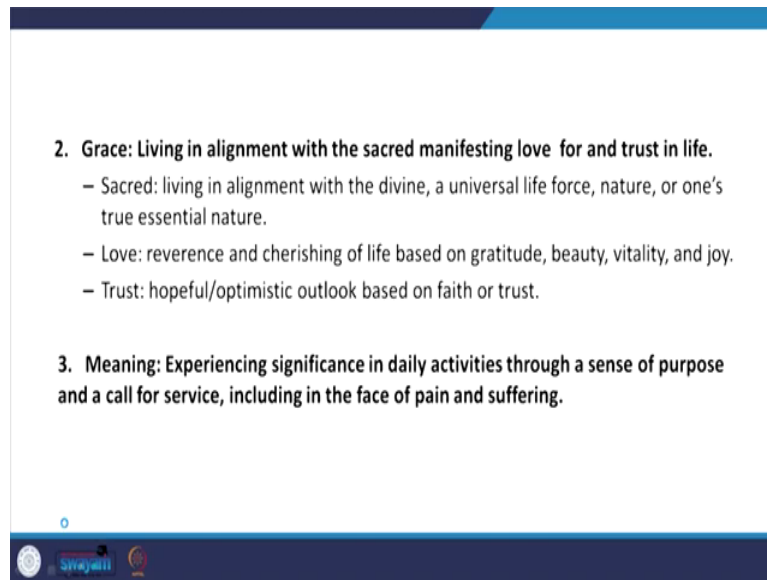 2. Grace: Living in alignment with the sacred manifesting love for and trust in life.
– Sacred: living in alignment with the divine, a universal life force, nature, or one's
true essential nature.
– Love: reverence and cherishing of life based on gratitude, beauty, vitality, and joy.
– Trust: hopeful/optimistic outlook based on faith or trust.
3. Meaning: Experiencing significance in daily activities through a sense of purpose
and a call for service, including in the face of pain and suffering.
swayam